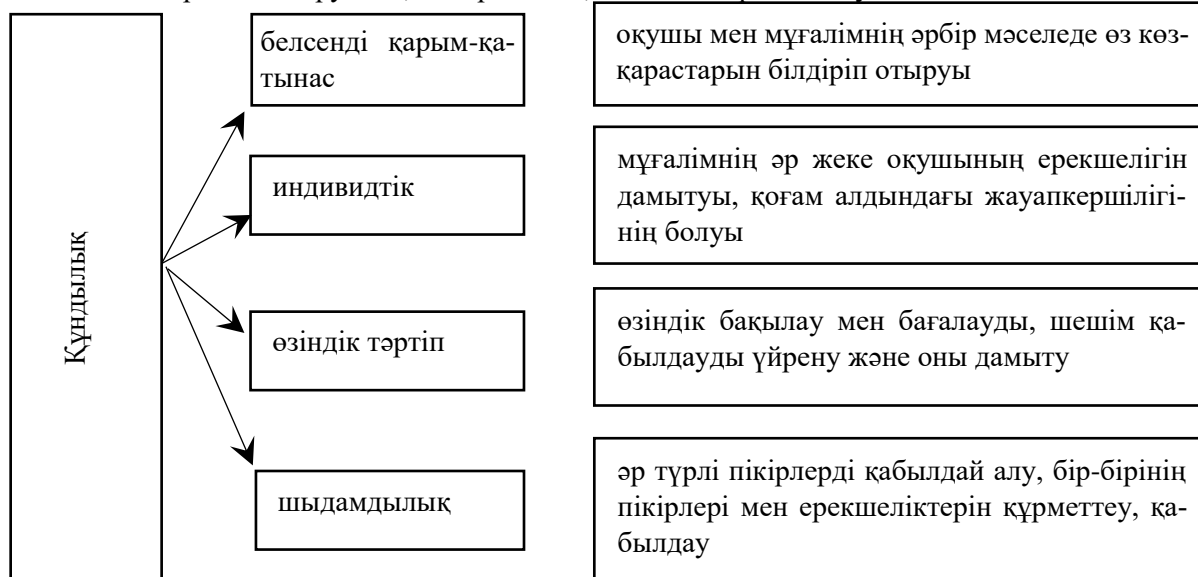 Құндылық
белсенді қарым-қа-
тынас
оқушы мен мұғалімнің әрбір мәселеде өз көз-
қарастарын білдіріп отыруы
индивидтік
мұғалімнің әр жеке оқушының ерекшелігін
дамытуы, қоғам алдындағы жауапкершілігі-
нің болуы
өзіндік тәртіп
өзіндік бақылау мен бағалауды, шешім қа-
былдауды үйрену және оны дамыту
шыдамдылық
әр түрлі пікірлерді қабылдай алу, бір-бірінің
пікірлері мен ерекшеліктерін құрметтеу, қа-
былдау